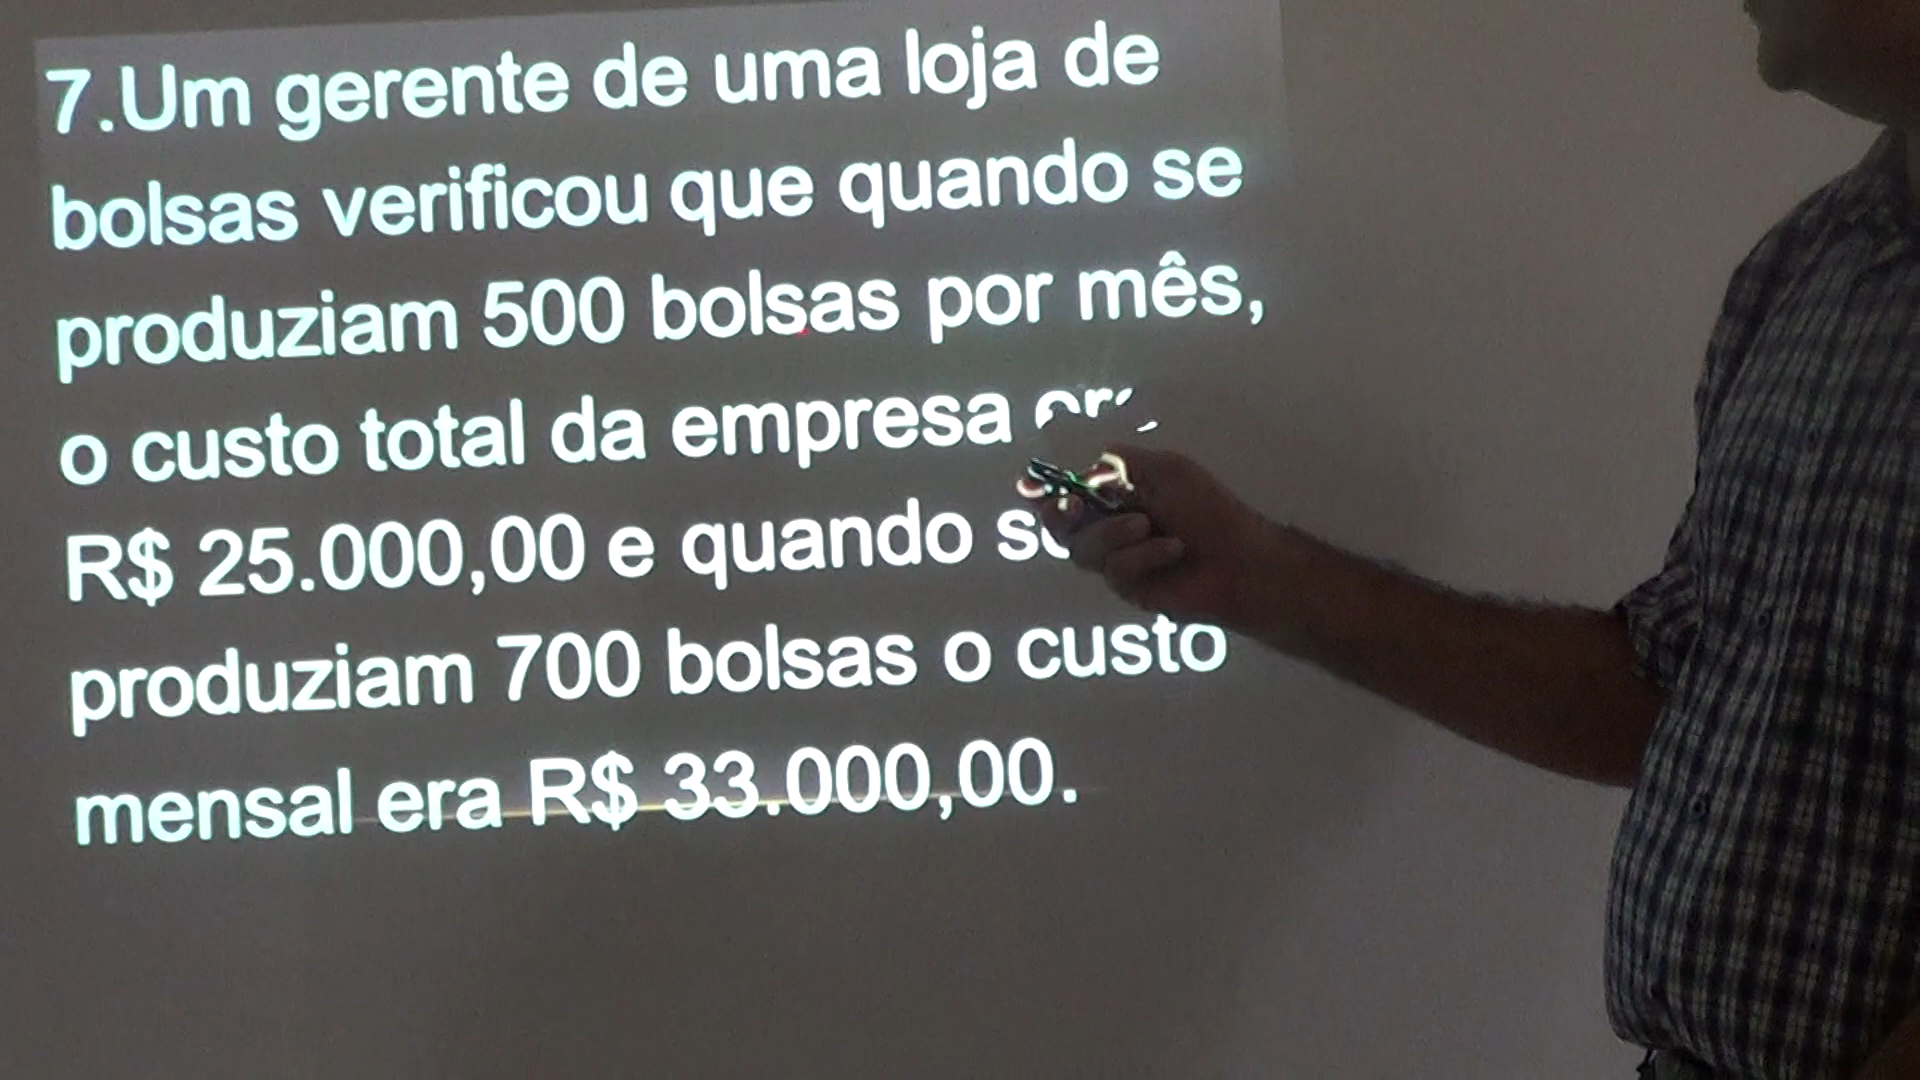 7.Um gerente de uma loja de
bolsas verificou que quando se
produziam 500 bolsas por mês,
o custo total da empresa
R$ 25.000,00 e quando
produziam 700 bolsas o custo
mensal era R$ 33.000,00.